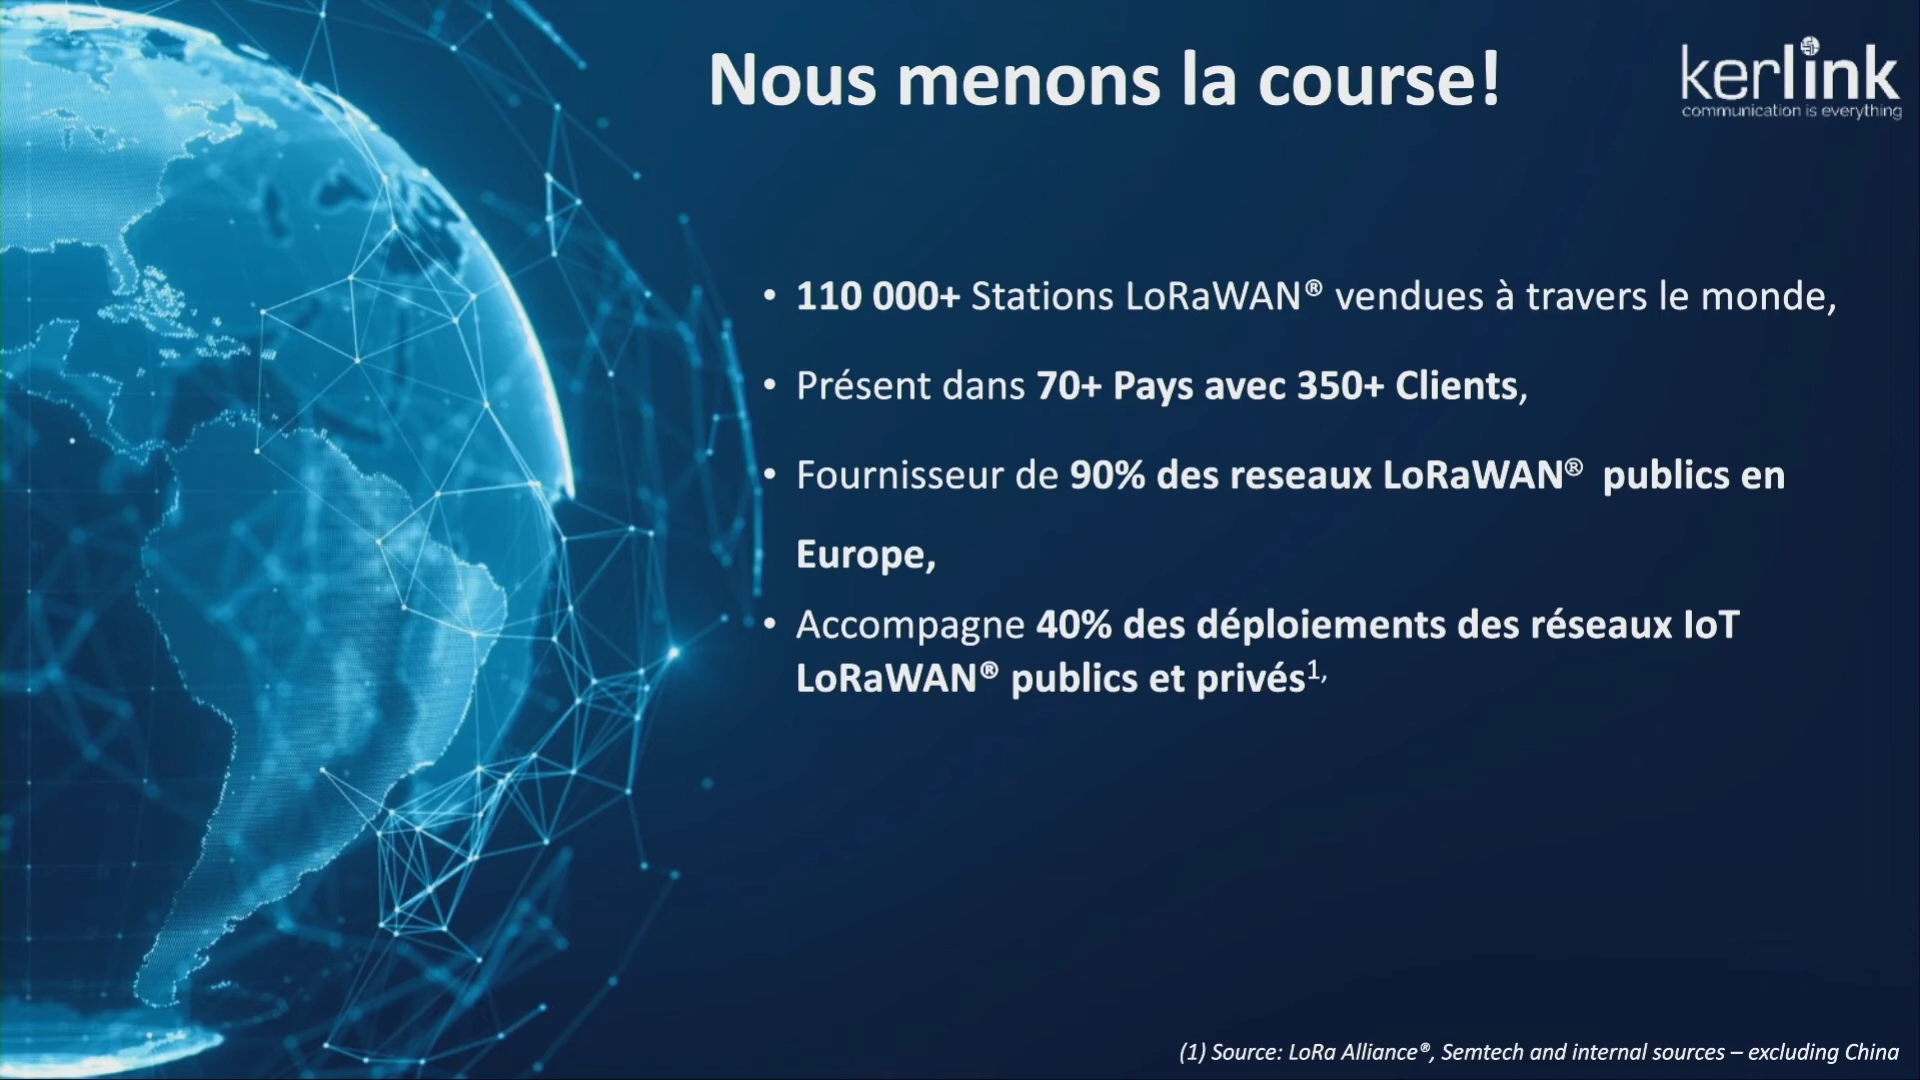 Nous menons la course!
kerlink
communication is everything
• 110 000+ Stations LoRaWAN® vendues à travers le monde,
• Présent dans 70+ Pays avec 350+ Clients,
• Fournisseur de 90% des reseaux LoRaWAN® publics en
Europe,
• Accompagne 40% des déploiements des réseaux IoT
LoRaWAN® publics et privés1,
(1) Source: LoRa Alliance®, Semtech and internal sources – excluding China